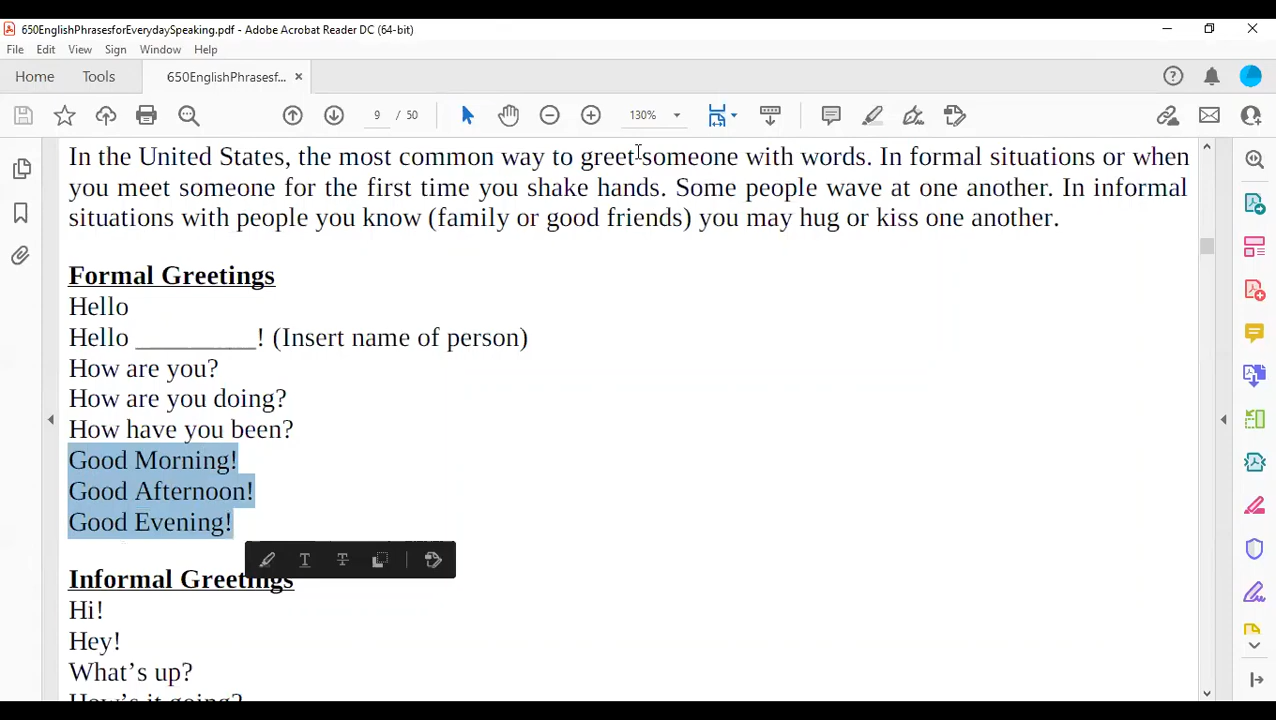 650EnglishPhrasesforEverydaySpeaking.pdf - Adobe Acrobat Reader DC (64-bit)
File Edit View Sign Window Help
Home Tools 650EnglishPhrasesf...
9 / 50 130%
In the United States, the most common way to greet someone with words. In formal situations or when
you meet someone for the first time you shake hands. Some people wave at one another. In informal
situations with people you know (family or good friends) you may hug or kiss one another.
Formal Greetings
Hello
Hello _________! (Insert name of person)
How are you?
How are you doing?
How have you been?
Good Morning!
Good Afternoon!
Good Evening!
Informal Greetings
Hi!
Hey!
What’s up?
How’s it going?